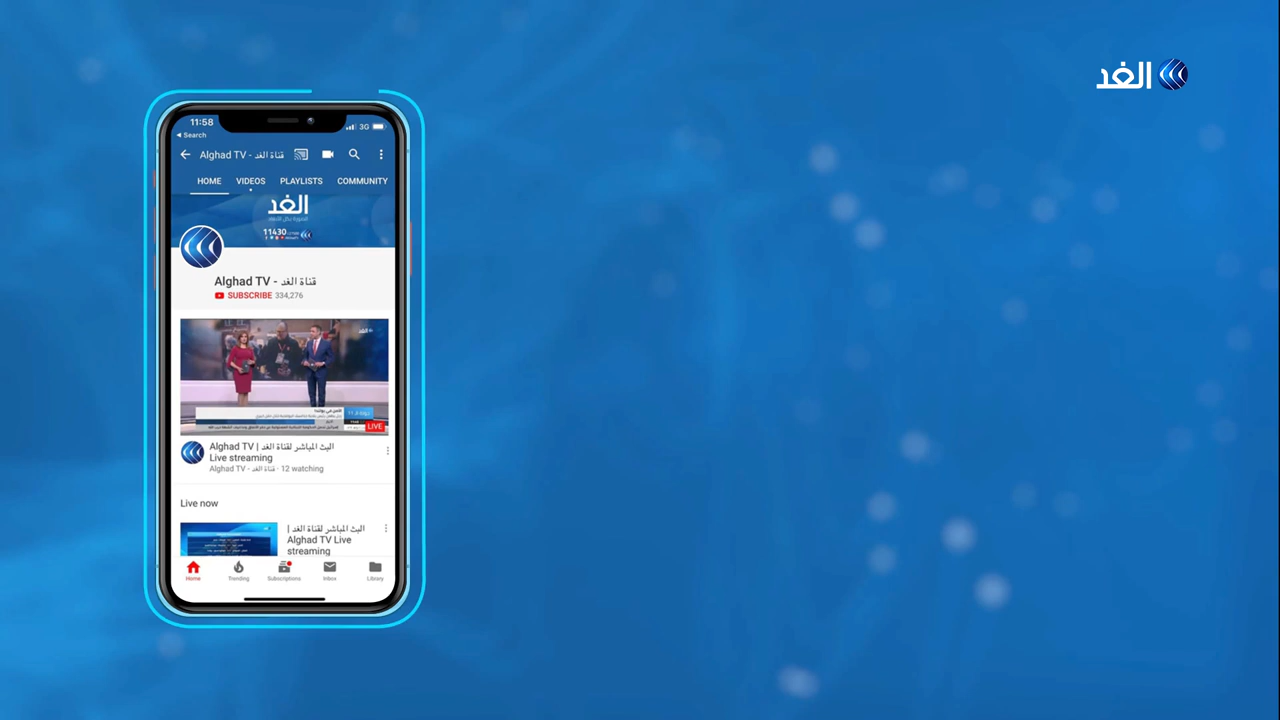 الغد
11:58
3G
Search
Alghad TV - قناة الغد
HOME VIDEOS PLAYLISTS COMMUNITY
الغد
11430
Alghad TV - قناة الغد
SUBSCRIBE 334,276
الغد
LIVE
البث المباشر لقناة الغد | Alghad TV
Live streaming
Alghad TV - قناة الغد · 12 watching
Live now
البث المباشر لقناة الغد |
Alghad TV Live
streaming
Home Trending Subscriptions Inbox Library